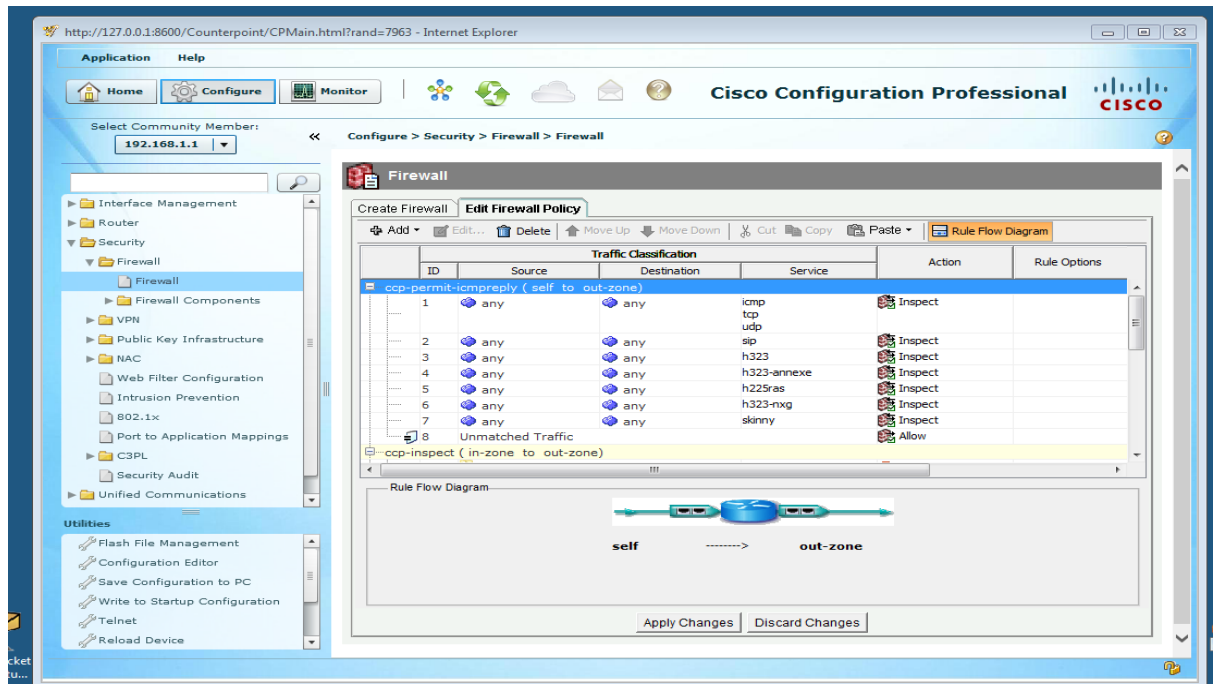 http://127.0.0.1:8600/Counterpoint/CPMain.html?rand=7963 - Internet Explorer
Application Help
Home Configure Monitor Cisco Configuration Professional
CISCO
Select Community Member:
192.168.1.1
Configure > Security > Firewall > Firewall
Interface Management
Router
Security
Firewall
Firewall
Firewall Components
VPN
Public Key Infrastructure
NAC
Web Filter Configuration
Intrusion Prevention
802.1x
Port to Application Mappings
C3PL
Security Audit
Unified Communications
Utilities
Flash File Management
Configuration Editor
Save Configuration to PC
Write to Startup Configuration
Telnet
Reload Device
Firewall
Create Firewall Edit Firewall Policy
Add Edit... Delete Move Up Move Down Cut Copy Paste Rule Flow Diagram
Traffic Classification Action Rule Options
ID Source Destination Service
ccp-permit-icmpreply ( self to out-zone)
1 any any icmp Inspect
tcp
udp
2 any any sip Inspect
3 any any h323 Inspect
4 any any h323-annexe Inspect
5 any any h225ras Inspect
6 any any h323-nxg Inspect
7 any any skinny Inspect
8 Unmatched Traffic Allow
ccp-inspect ( in-zone to out-zone)
Rule Flow Diagram
self --------> out-zone
Apply Changes Discard Changes
cket
tu...